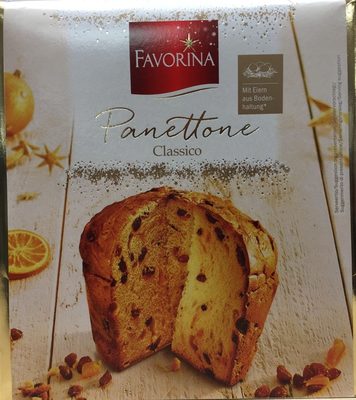 FAVORINA
Mit Eiern
aus Boden-
haltung*
Panettone
Classico